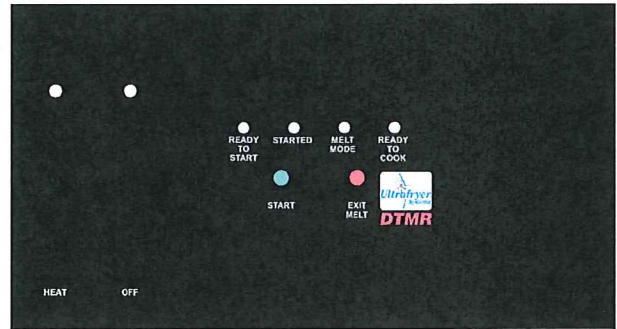 READY TO START
STARTED
MELT MODE
READY TO COOK
START
EXIT MELT
Ultrafryer
DTMR
HEAT
OFF